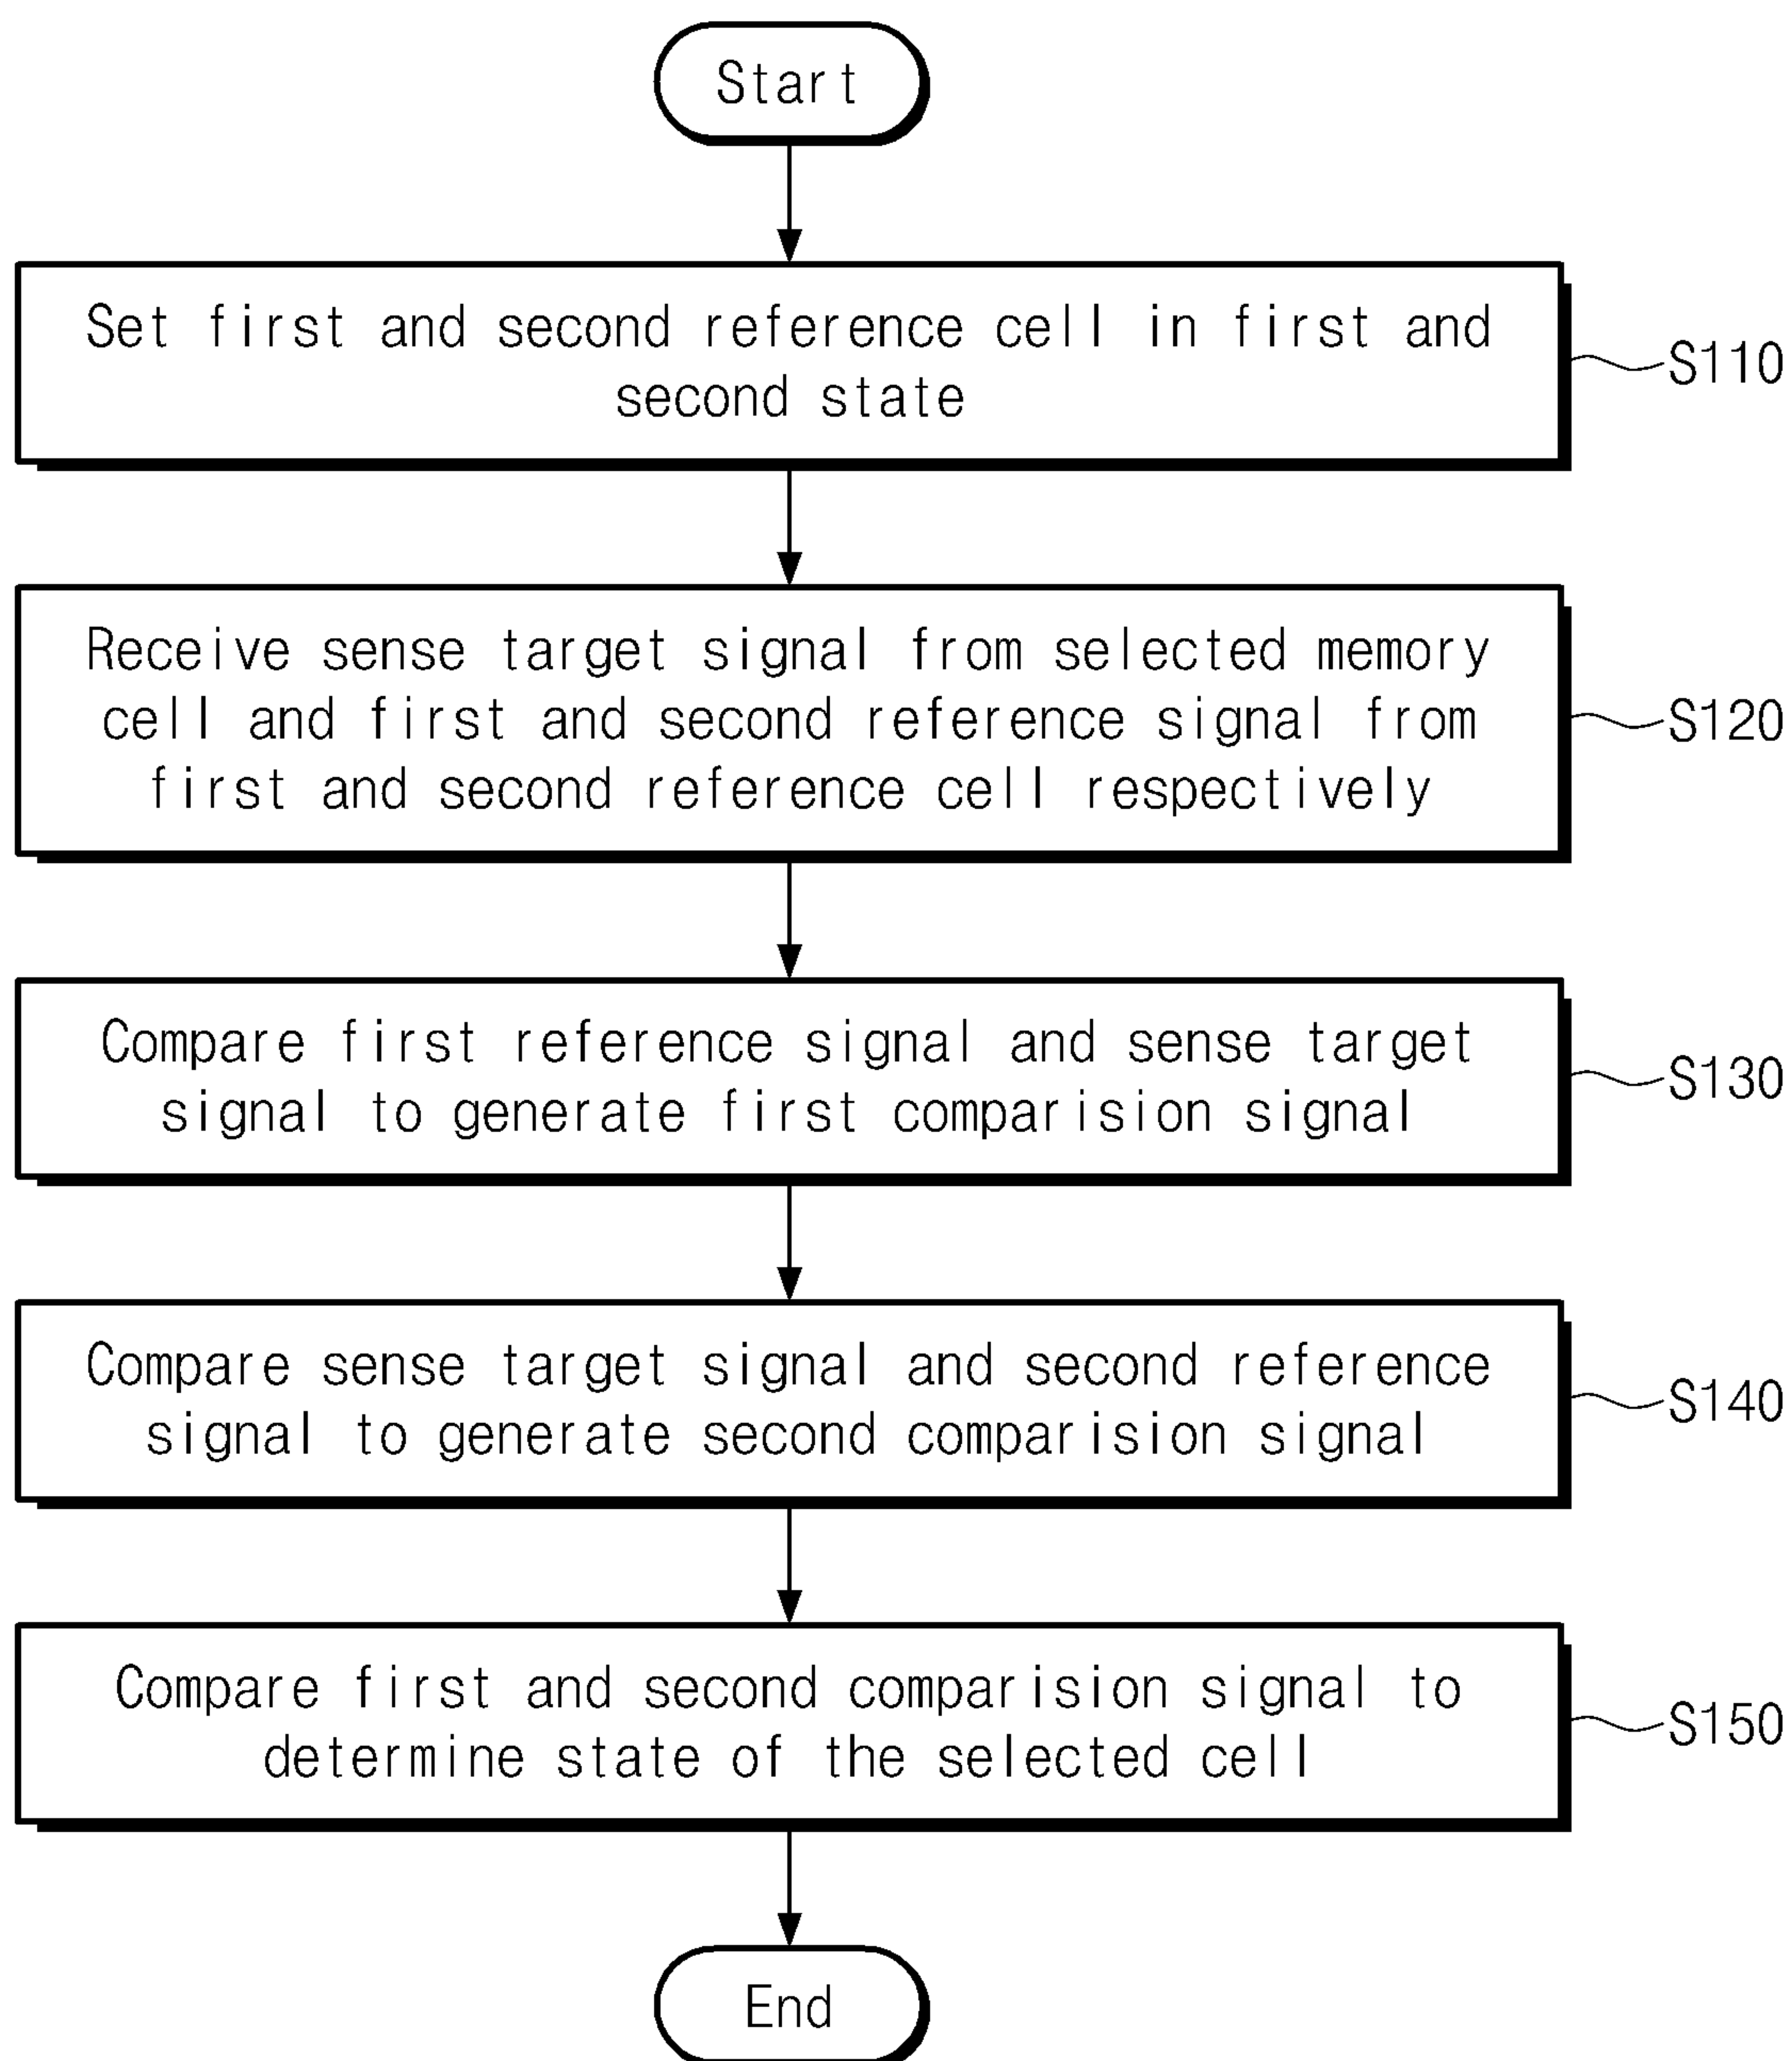 Start
Set first and second reference cell in first and
second state
S110
Receive sense target signal from selected memory
cell and first and second reference signal from
first and second reference cell respectively
S120
Compare first reference signal and sense target
signal to generate first comparision signal
S130
Compare sense target signal and second reference
signal to generate second comparision signal
S140
Compare first and second comparision signal to
determine state of the selected cell
S150
End